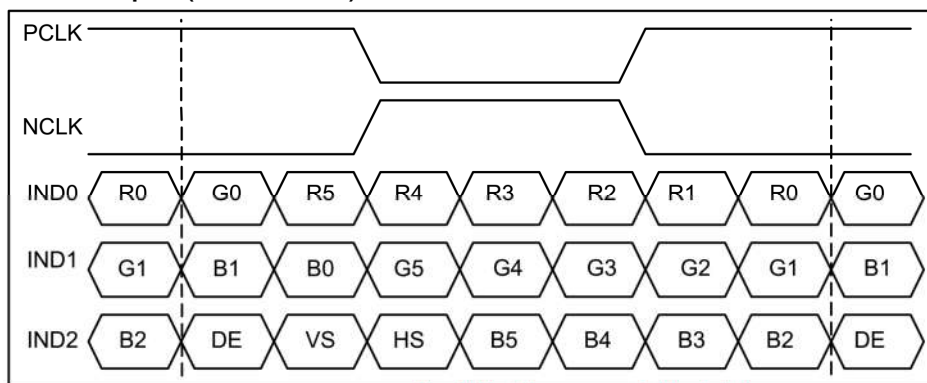 PCLK
NCLK
IND0 R0 G0 R5 R4 R3 R2 R1 R0 G0
IND1 G1 B1 B0 G5 G4 G3 G2 G1 B1
IND2 B2 DE VS HS B5 B4 B3 B2 DE